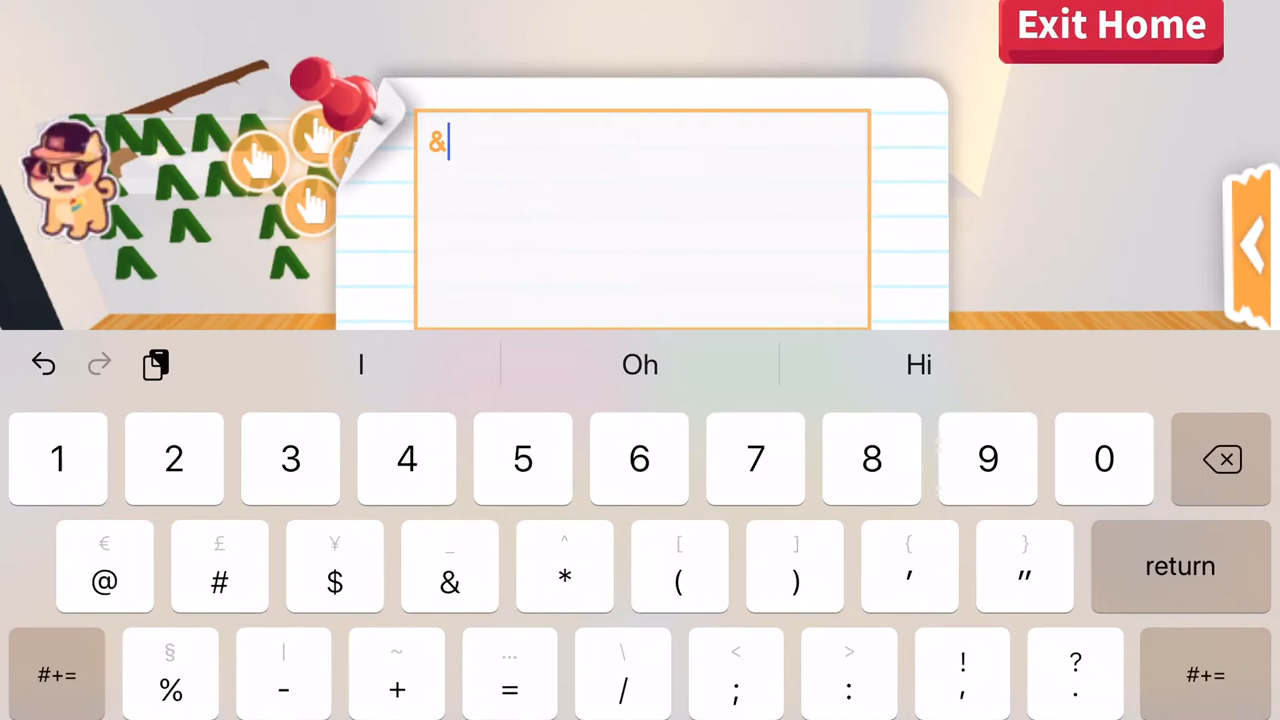 Exit Home
&
I Oh Hi
1 2 3 4 5 6 7 8 9 0
€ £ ¥ _ ^ [ ] { }
@ # $ & * ( ) ' " return
§ | ~ … \ < > ! ?
#+= % - + = / ; : , . #+=